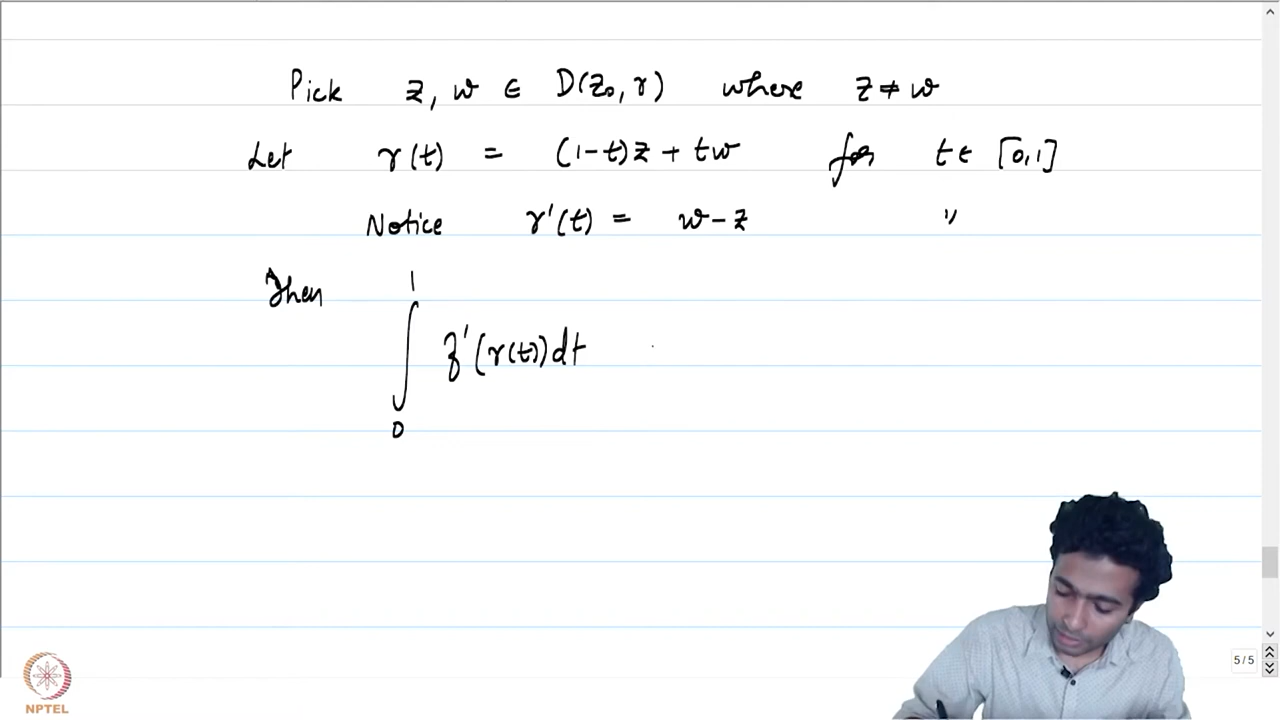 Pick z, w ∈ D(z₀, r) where z ≠ w
Let γ(t) = (1-t)z + tw for t ∈ [0,1]
Notice γ'(t) = w - z "
Then ∫₀¹ f'(γ(t)) dt
5 / 5
NPTEL